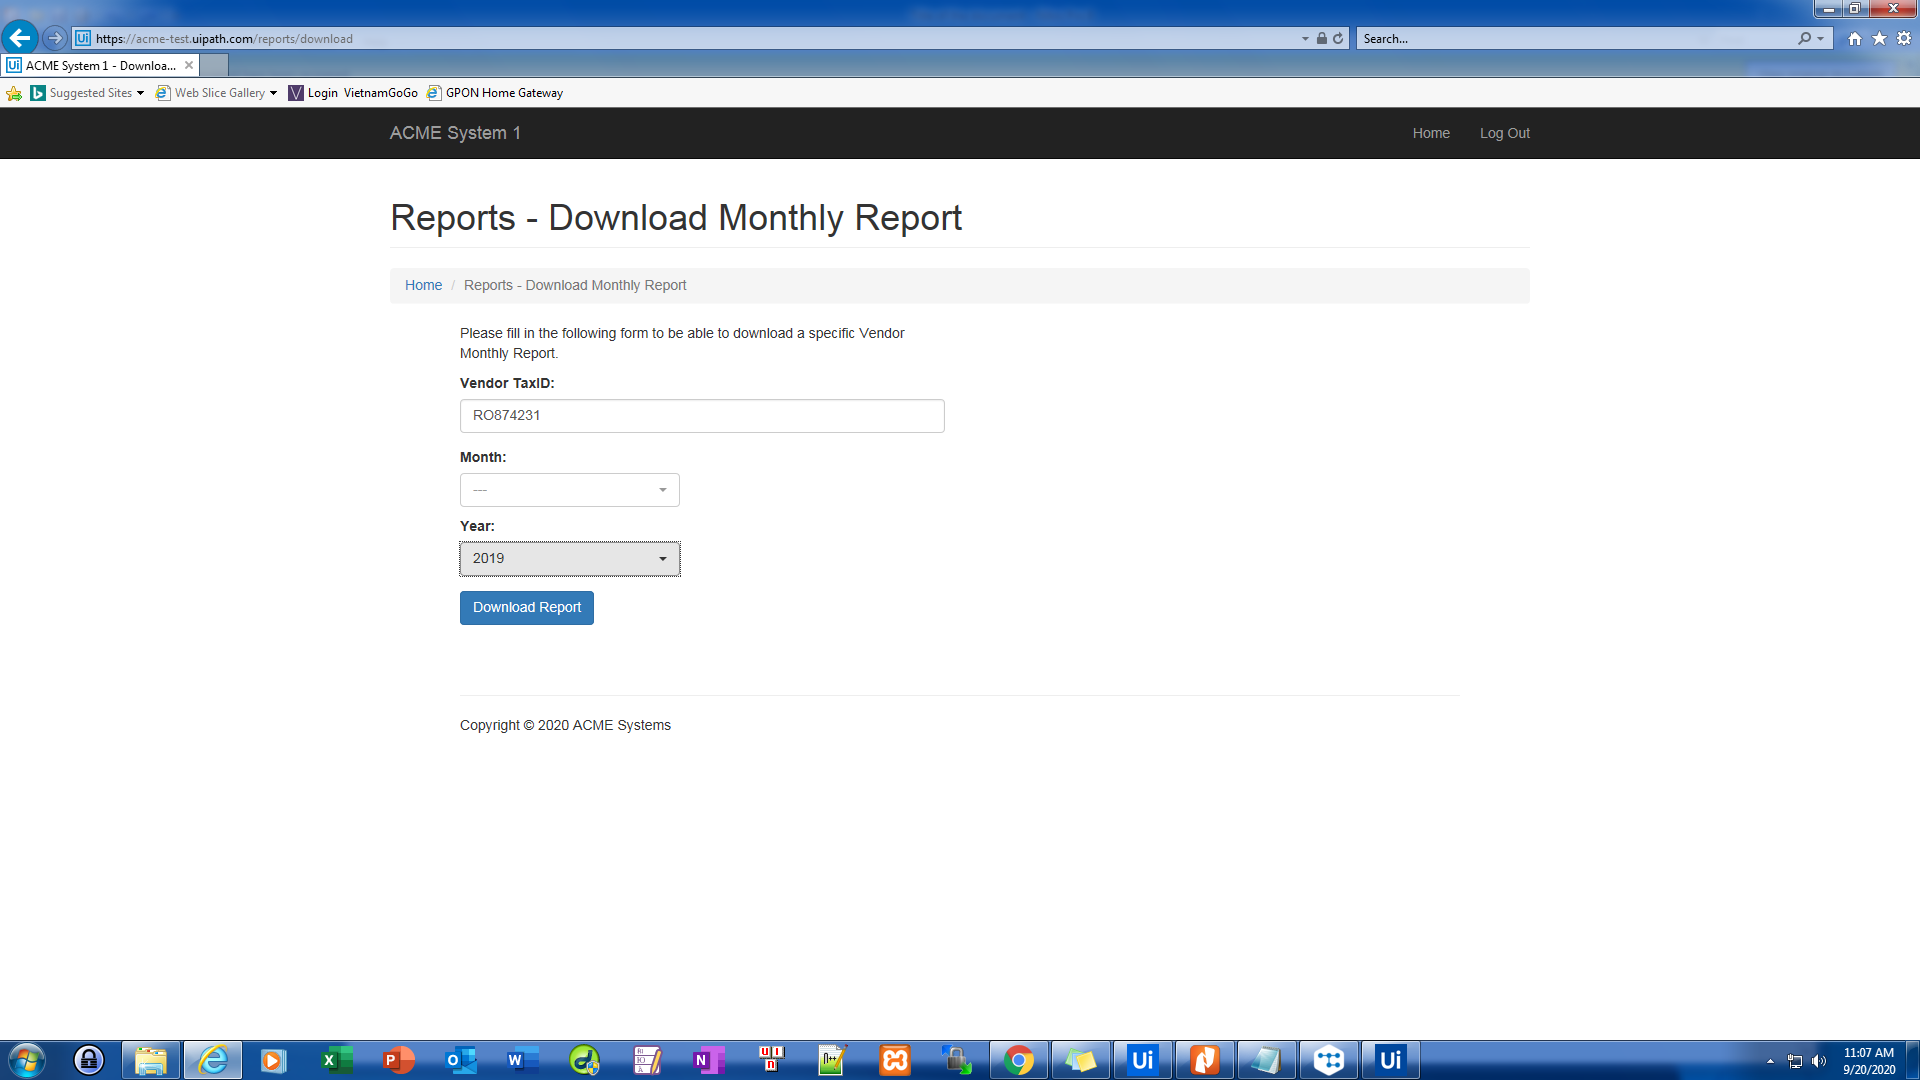 https://acme-test.uipath.com/reports/download
Search...
ACME System 1 - Downloa...
Suggested Sites
Web Slice Gallery
Login VietnamGoGo
GPON Home Gateway
ACME System 1
Home
Log Out
Reports - Download Monthly Report
Home / Reports - Download Monthly Report
Please fill in the following form to be able to download a specific Vendor
Monthly Report.
Vendor TaxID:
RO874231
Month:
---
Year:
2019
Download Report
Copyright © 2020 ACME Systems
11:07 AM
9/20/2020